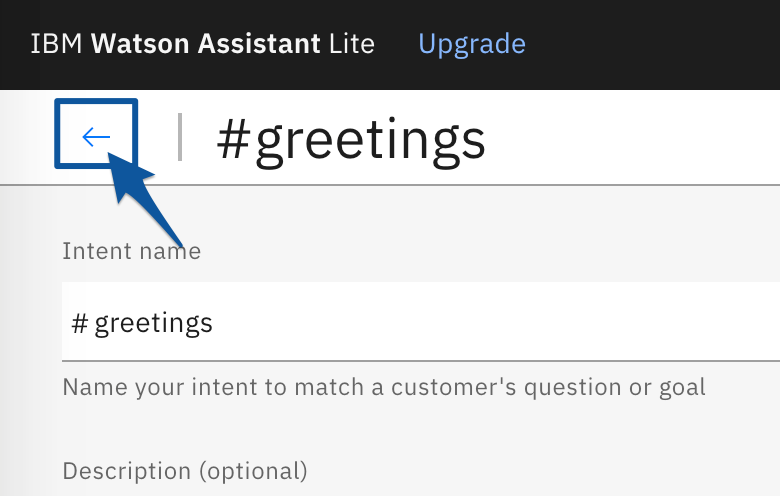 IBM Watson Assistant Lite Upgrade
#greetings
Intent name
# greetings
Name your intent to match a customer's question or goal
Description (optional)